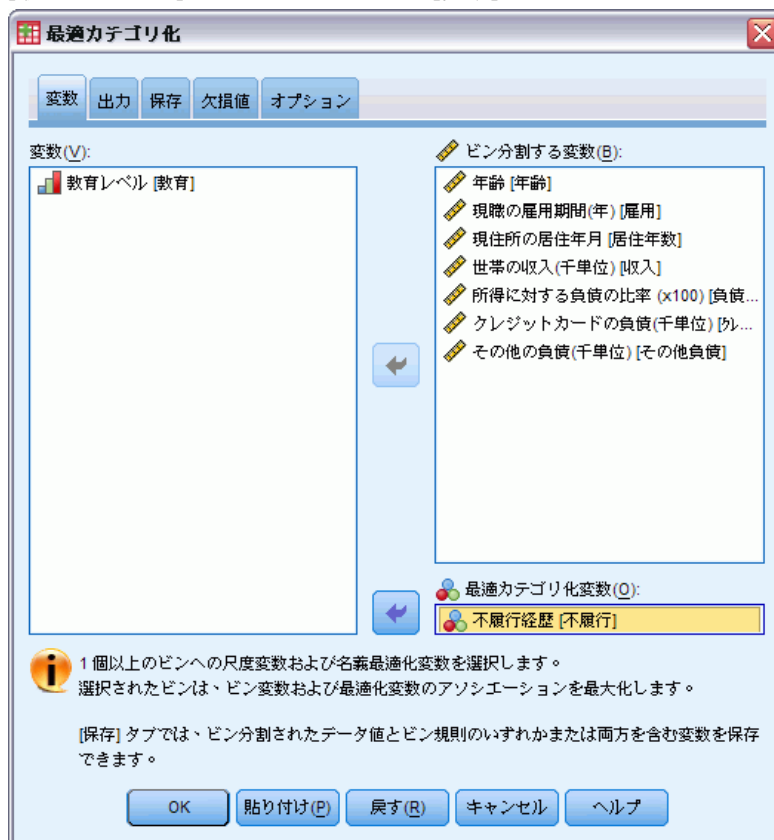 最適カテゴリ化
変数 出力 保存 欠損値 オプション
変数(V):
教育レベル [教育]
ビン分割する変数(B):
年齢 [年齢]
現職の雇用期間(年) [雇用]
現住所の居住年月 [居住年数]
世帯の収入(千単位) [収入]
所得に対する負債の比率 (x100) [負債...
クレジットカードの負債(千単位) [クレ...
その他の負債(千単位) [その他負債]
最適カテゴリ化変数(O):
不履行経歴 [不履行]
1 個以上のビンへの尺度変数および名義最適化変数を選択します。
選択されたビンは、ビン変数および最適化変数のアソシエーションを最大化します。
[保存] タブでは、ビン分割されたデータ値とビン規則のいずれかまたは両方を含む変数を保存
できます。
OK 貼り付け(P) 戻す(R) キャンセル ヘルプ